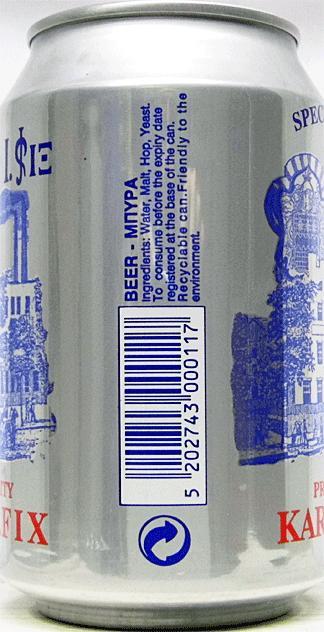 BEER - ΜΠΥΡΑ
Ingredients: Water, Malt, Hop, Yeast.
To consume before the expiry date
registered at the base of the can.
Recyclable can. Friendly to the
environment.
5 202743 000117
SPEC
ITY
FIX
PR
KAR